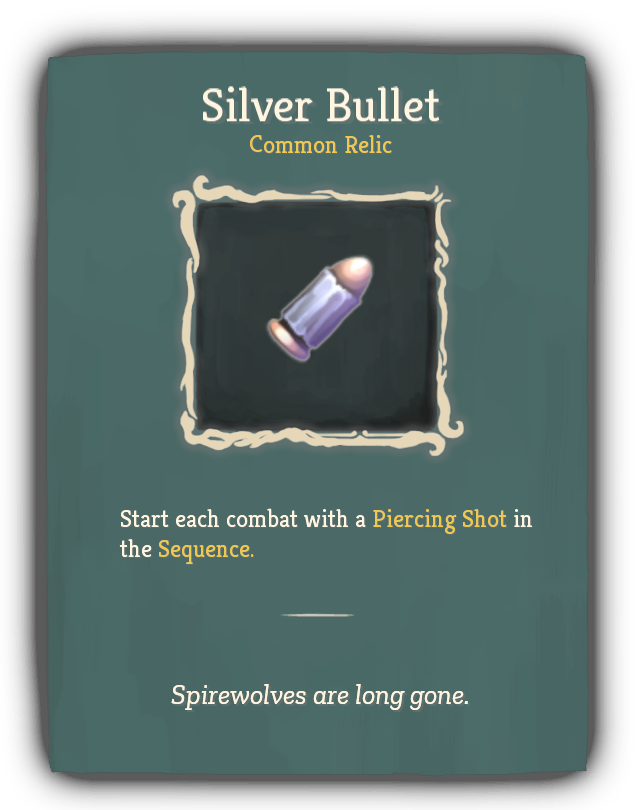 Silver Bullet
Common Relic
Start each combat with a Piercing Shot in
the Sequence.
Spirewolves are long gone.